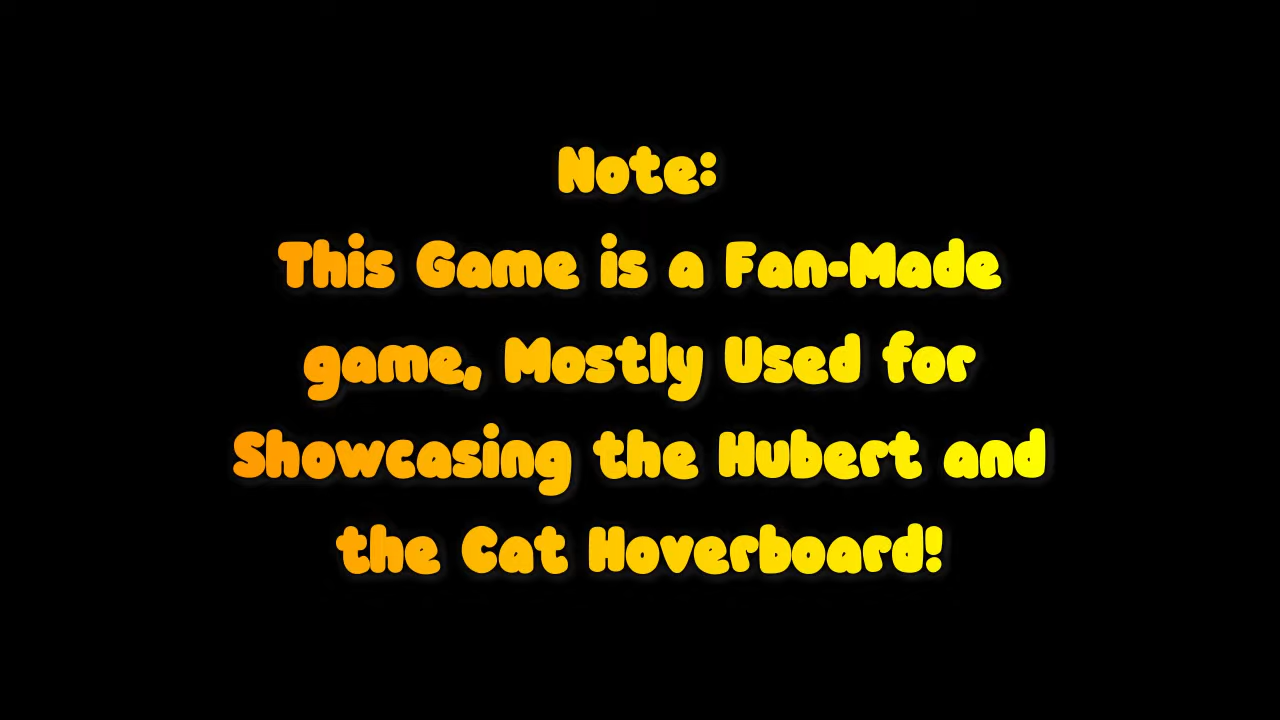 Note:
This Game is a Fan-Made
game, Mostly Used for
Showcasing the Hubert and
the Cat Hoverboard!